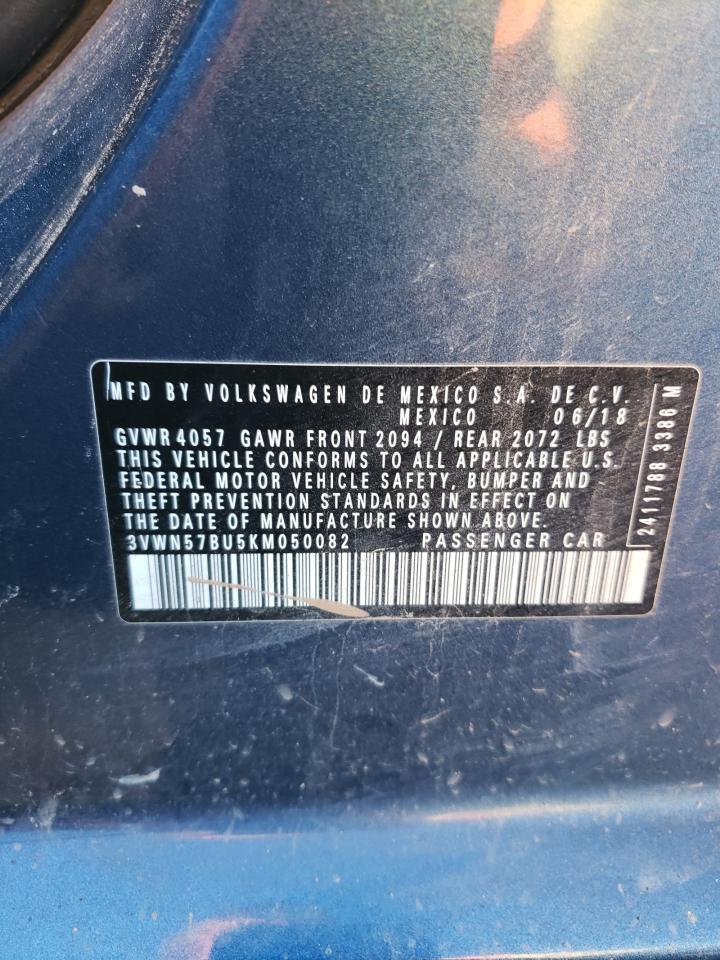 MFD BY VOLKSWAGEN DE MEXICO S.A. DE C.V.
MEXICO 06/18
GVWR 4057 GAWR FRONT 2094 / REAR 2072 LBS
THIS VEHICLE CONFORMS TO ALL APPLICABLE U.S.
FEDERAL MOTOR VEHICLE SAFETY, BUMPER AND
THEFT PREVENTION STANDARDS IN EFFECT ON
THE DATE OF MANUFACTURE SHOWN ABOVE.
3VWN57BU5KM050082 PASSENGER CAR
2411788 3386 M